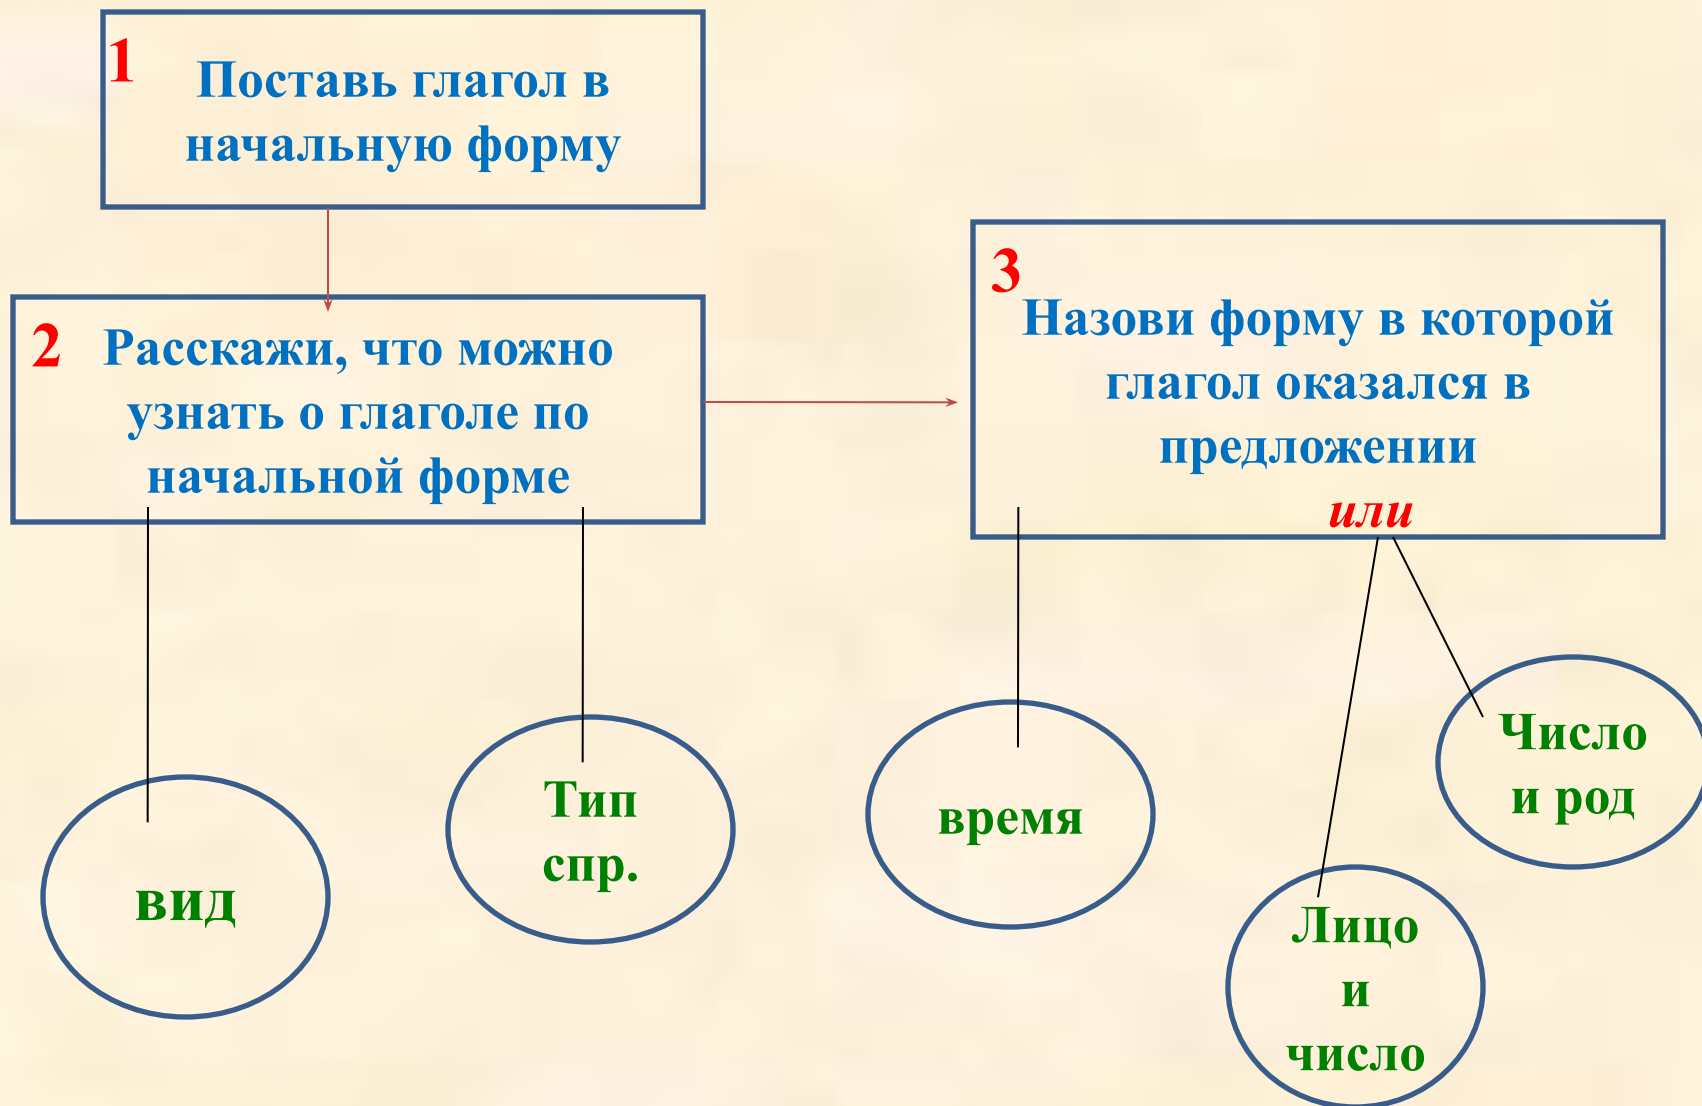 1
Поставь глагол в
начальную форму
2
Расскажи, что можно
узнать о глаголе по
начальной форме
3
Назови форму в которой
глагол оказался в
предложении
или
вид
Тип
спр.
время
Лицо
и
число
Число
и род